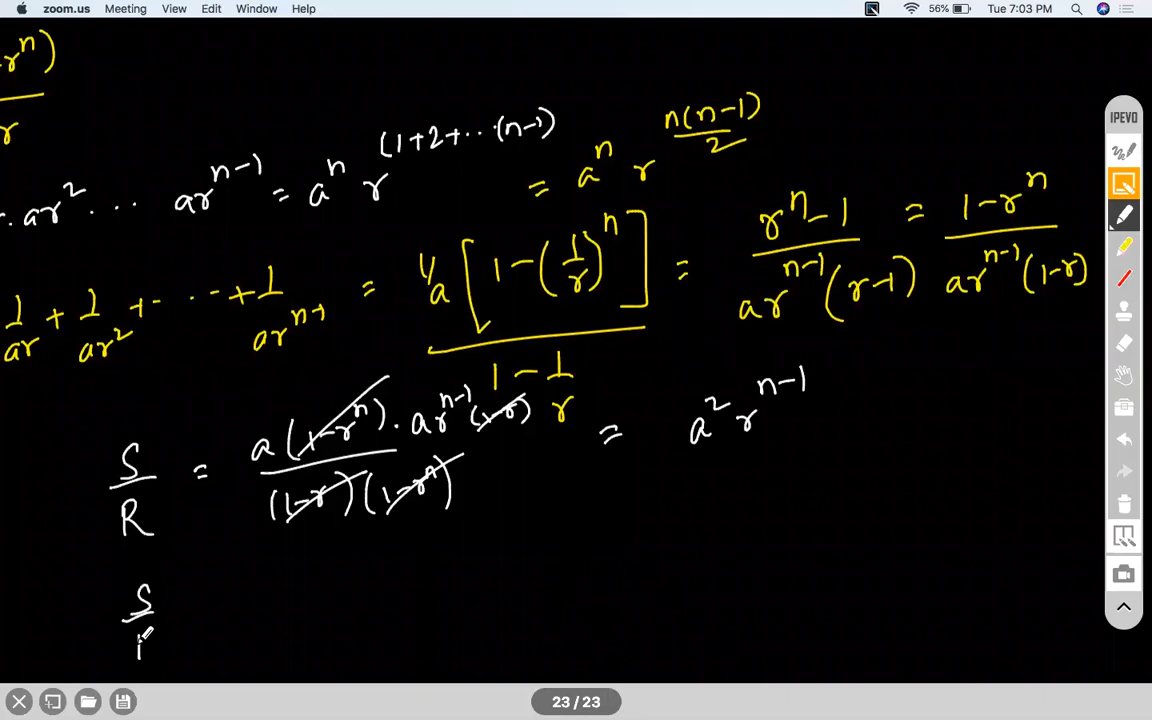 zoom.us Meeting View Edit Window Help 56% Tue 7:03 PM
rⁿ)
r
(1+2+⋯(n-1)
n(n-1)/2
ar² ⋯ arⁿ⁻¹ = aⁿ r = aⁿ r
1/ar + 1/ar² + ⋯ + 1/arⁿ⁻¹ = 1/a [1-(1/r)ⁿ] / 1 - 1/r = rⁿ-1 / arⁿ⁻¹(r-1) = 1-rⁿ / arⁿ⁻¹(1-r)
S/R = a(1-rⁿ).arⁿ⁻¹(1-r) / (1-r)(1-rⁿ) = a² rⁿ⁻¹
S
IPEVO
23 / 23